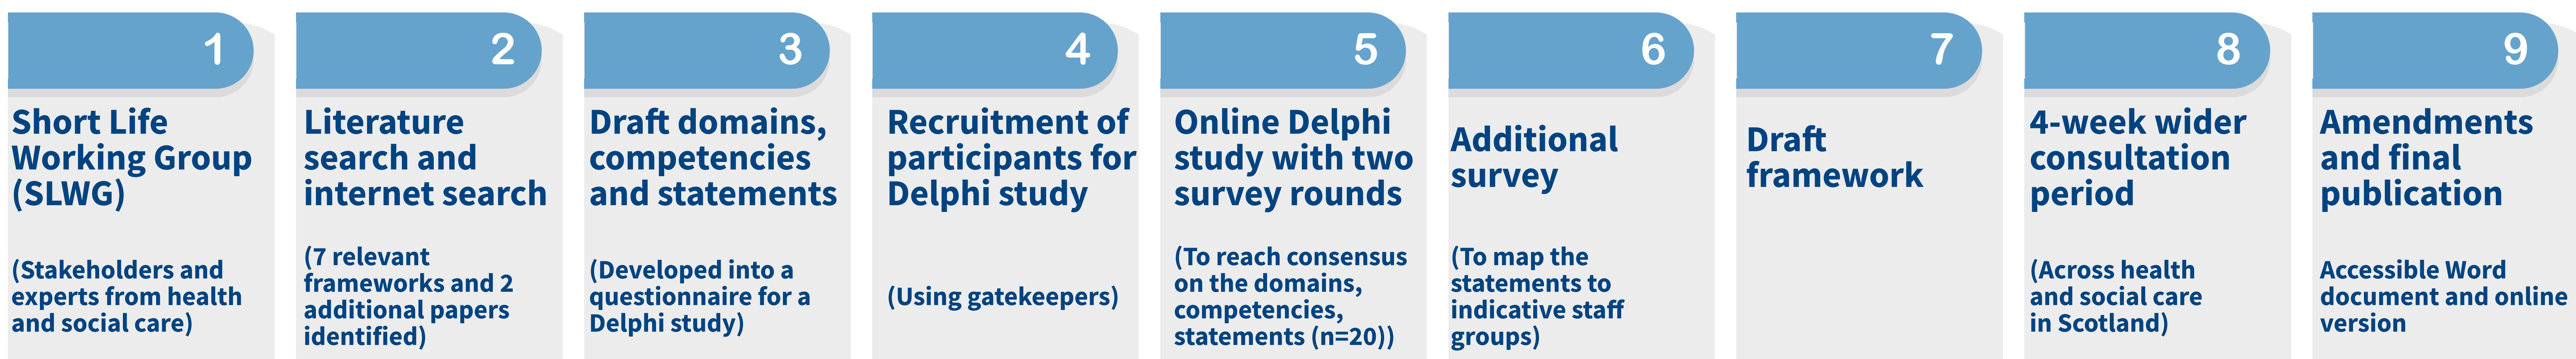 1
Short Life
Working Group
(SLWG)
(Stakeholders and
experts from health
and social care)
2
Literature
search and
internet search
(7 relevant
frameworks and 2
additional papers
identified)
3
Draft domains,
competencies
and statements
(Developed into a
questionnaire for a
Delphi study)
4
Recruitment of
participants for
Delphi study
(Using gatekeepers)
5
Online Delphi
study with two
survey rounds
(To reach consensus
on the domains,
competencies,
statements (n=20))
6
Additional
survey
(To map the
statements to
indicative staff
groups)
7
Draft
framework
8
4-week wider
consultation
period
(Across health
and social care
in Scotland)
9
Amendments
and final
publication
Accessible Word
document and online
version